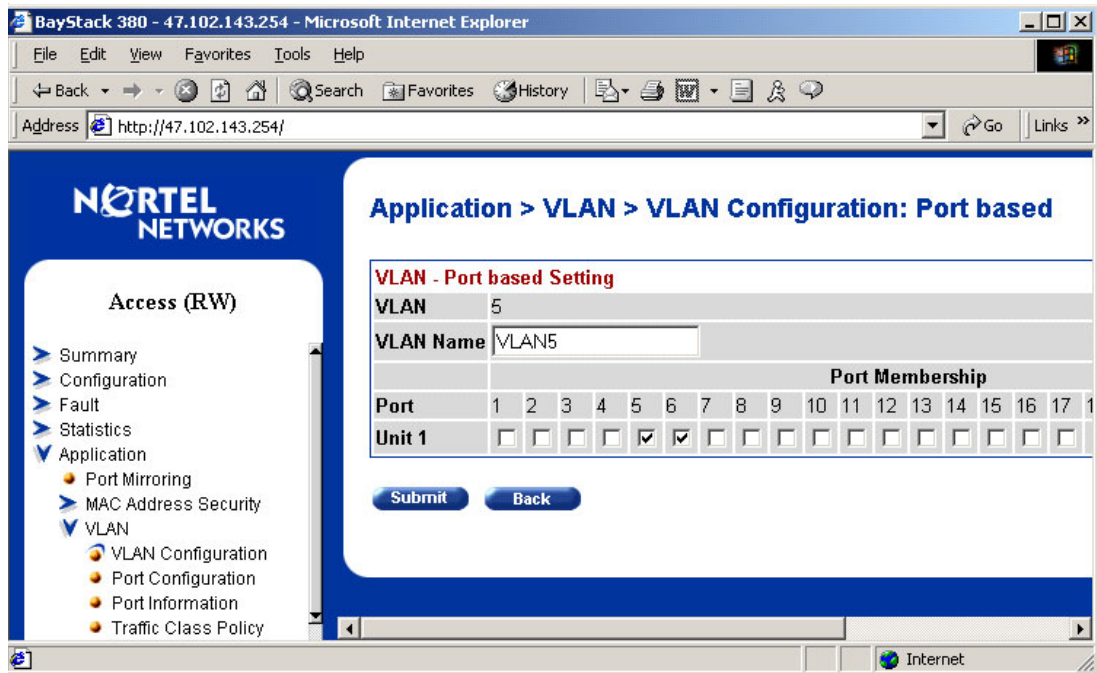 BayStack 380 - 47.102.143.254 - Microsoft Internet Explorer
File Edit View Favorites Tools Help
Back Search Favorites History
Address http://47.102.143.254/ Go Links »
NORTEL
NETWORKS
Access (RW)
Summary
Configuration
Fault
Statistics
Application
Port Mirroring
MAC Address Security
VLAN
VLAN Configuration
Port Configuration
Port Information
Traffic Class Policy
Application > VLAN > VLAN Configuration: Port based
VLAN - Port based Setting
VLAN 5
VLAN Name VLAN5
Port Membership
Port 1 2 3 4 5 6 7 8 9 10 11 12 13 14 15 16 17
Unit 1
Submit Back
Internet